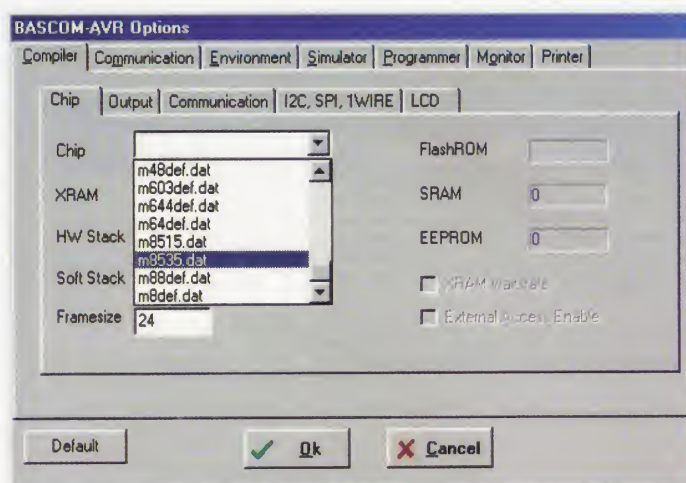 BASCOM-AVR Options
Compiler Communication Environment Simulator Programmer Monitor Printer
Chip Output Communication I2C, SPI, 1WIRE LCD
Chip
m48def.dat
m603def.dat
m644def.dat
m64def.dat
m8515.dat
m8535.dat
m88def.dat
m8def.dat
XRAM
HW Stack
Soft Stack
Framesize 24
FlashROM
SRAM 0
EEPROM 0
XRAM waitstate
External Access Enable
Default Ok Cancel